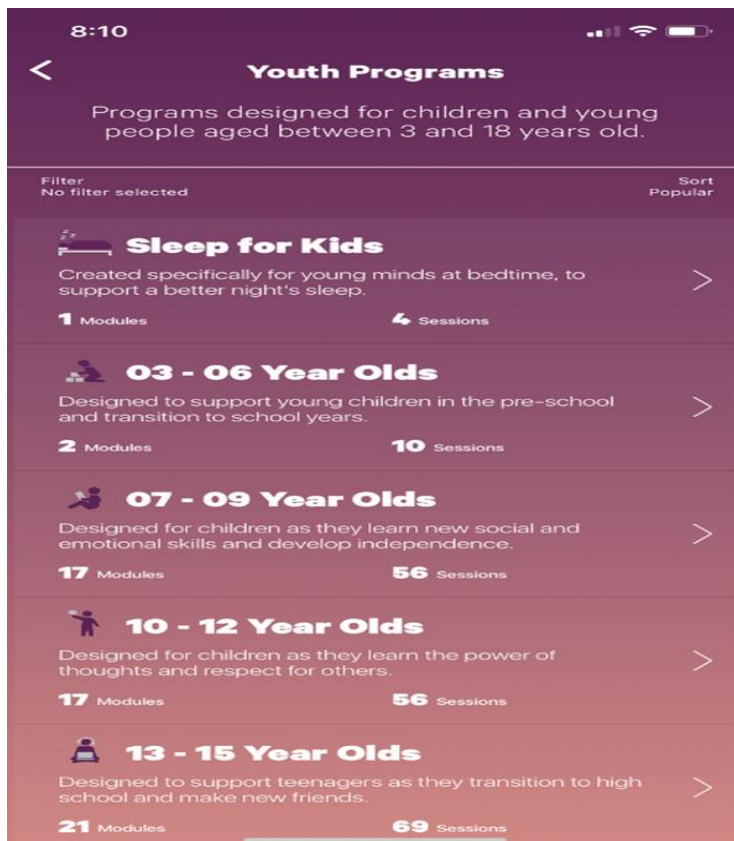 8:10
Youth Programs
Programs designed for children and young
people aged between 3 and 18 years old.
Filter
No filter selected
Sort
Popular
Sleep for Kids
Created specifically for young minds at bedtime, to
support a better night's sleep.
1 Modules 4 Sessions
03 - 06 Year Olds
Designed to support young children in the pre-school
and transition to school years.
2 Modules 10 Sessions
07 - 09 Year Olds
Designed for children as they learn new social and
emotional skills and develop independence.
17 Modules 56 Sessions
10 - 12 Year Olds
Designed for children as they learn the power of
thoughts and respect for others.
17 Modules 56 Sessions
13 - 15 Year Olds
Designed to support teenagers as they transition to high
school and make new friends.
21 Modules 69 Sessions